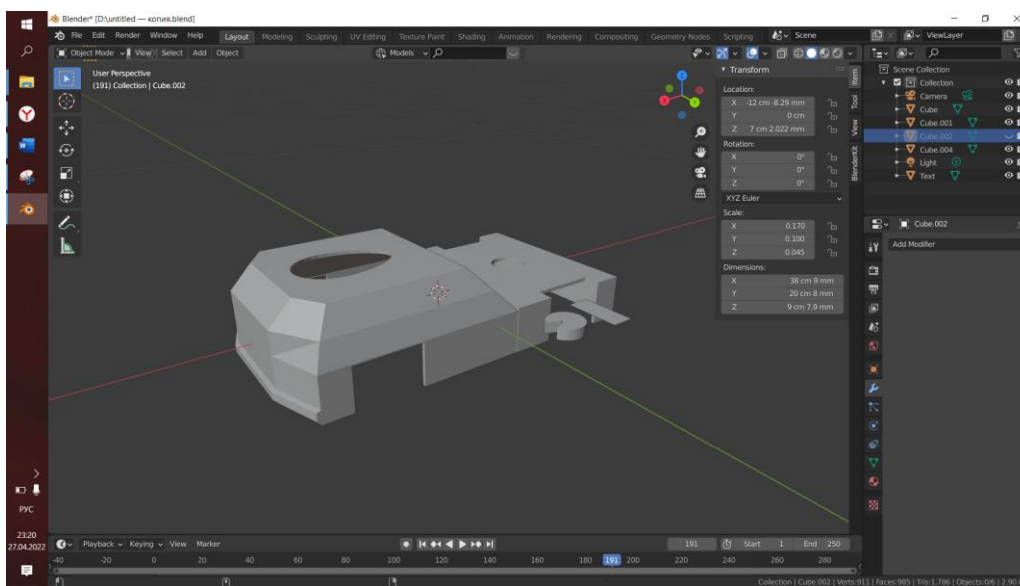 Blender* [D:\untitled — копия.blend]
File Edit Render Window Help Layout Modeling Sculpting UV Editing Texture Paint Shading Animation Rendering Compositing Geometry Nodes Scripting Scene ViewLayer
Object Mode View Select Add Object Models
User Perspective
(191) Collection | Cube.002
Transform
Location:
X -12 cm -8.29 mm
Y 0 cm
Z 7 cm 2.022 mm
Rotation:
X 0°
Y 0°
Z 0°
XYZ Euler
Scale:
X 0.170
Y 0.100
Z 0.045
Dimensions:
X 38 cm 9 mm
Y 20 cm 8 mm
Z 9 cm 7.9 mm
Item
Tool
View
BlenderKit
Scene Collection
Collection
Camera
Cube
Cube.001
Cube.002
Cube.004
Light
Text
Cube.002
Add Modifier
X
Z
РУС
23:20
27.04.2022
Playback Keying View Marker 191 Start 1 End 250
-40 -20 0 20 40 60 80 100 120 140 160 180 191 200 220 240 260 280
Collection | Cube.002 | Verts:911 | Faces:985 | Tris:1,786 | Objects:0/6 | 2.90